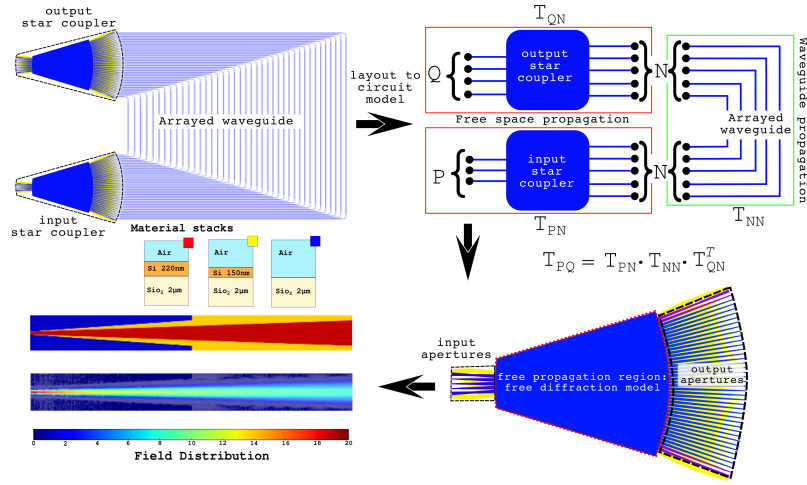 output
star coupler
Arrayed waveguide
input
star coupler
layout to
circuit
model
T_QN
Q
output
star
coupler
N
Free space propagation
P
input
star
coupler
N
T_PN
Arrayed
waveguide
T_NN
Waveguide propagation
Material stacks
Air
Si 220nm
Sio₂ 2μm
Air
Si 150nm
Sio₂ 2μm
Air
Sio₂ 2μm
T_PQ = T_PN · T_NN · T_QN^T
input
apertures
free propagation region:
free diffraction model
output
apertures
0 2 4 6 8 10 12 14 16 18 20
Field Distribution